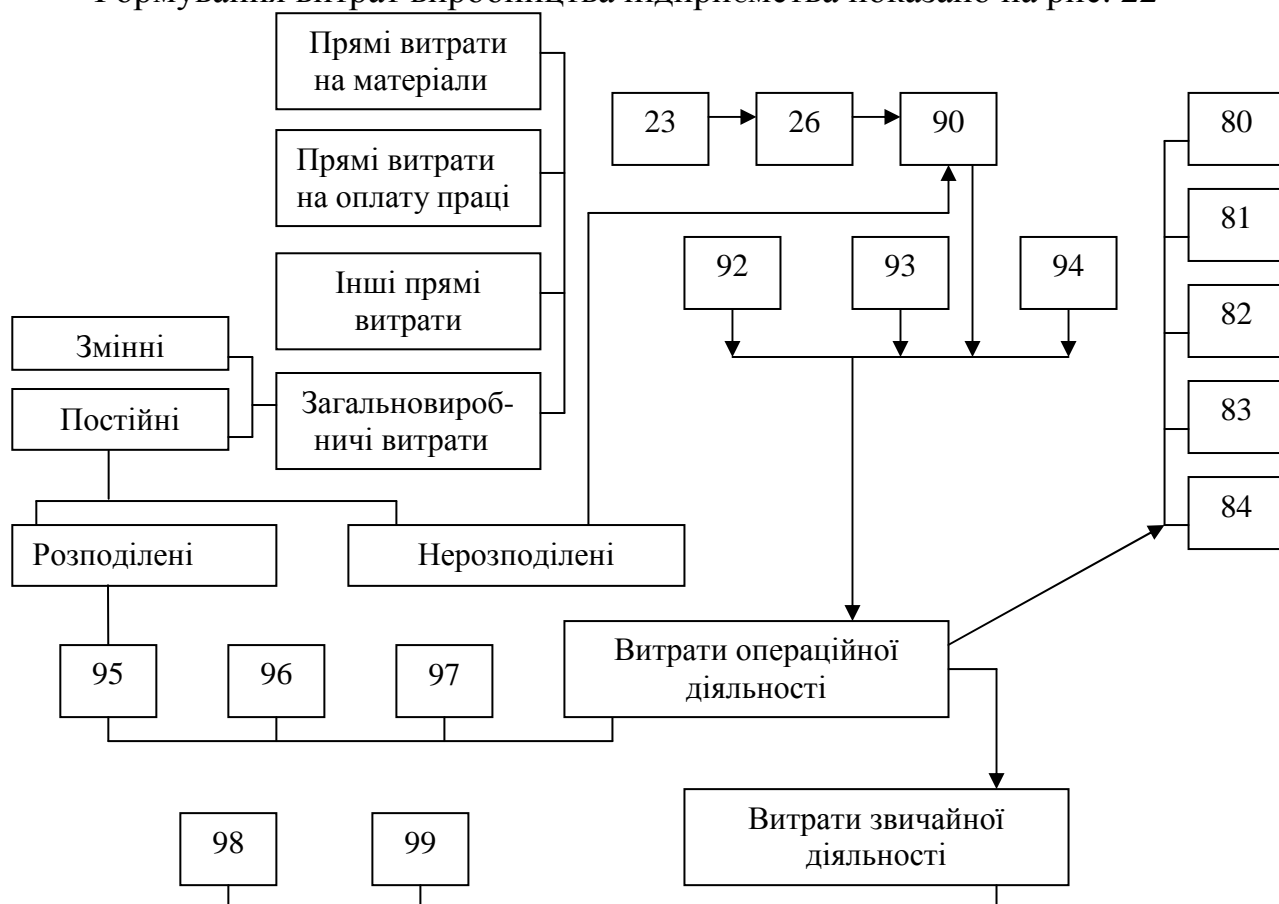 Формування витрат виробництва підприємства показано на рис. 22
Прямі витрати
на матеріали
23
26
90
80
Прямі витрати
на оплату праці
81
92
93
94
Інші прямі
витрати
82
Змінні
Постійні
Загальновироб-
ничі витрати
83
84
Розподілені
Нерозподілені
95
96
97
Витрати операційної
діяльності
98
99
Витрати звичайної
діяльності